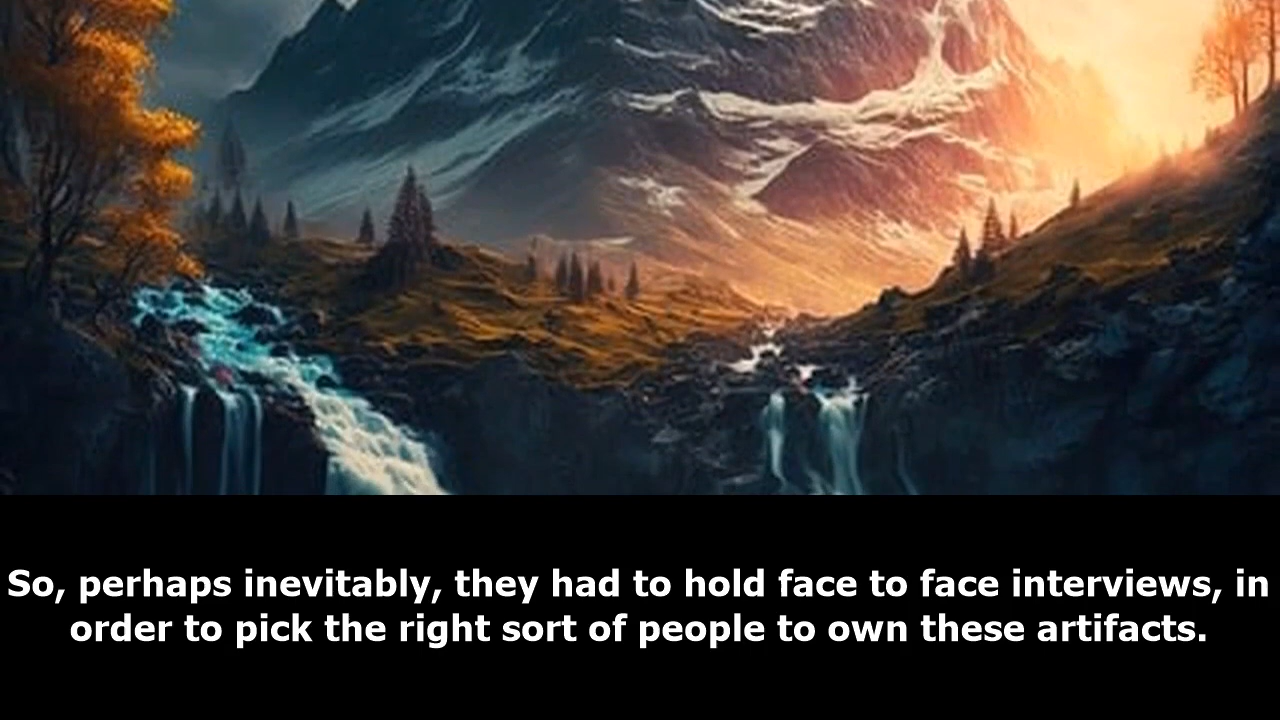 So, perhaps inevitably, they had to hold face to face interviews, in
order to pick the right sort of people to own these artifacts.